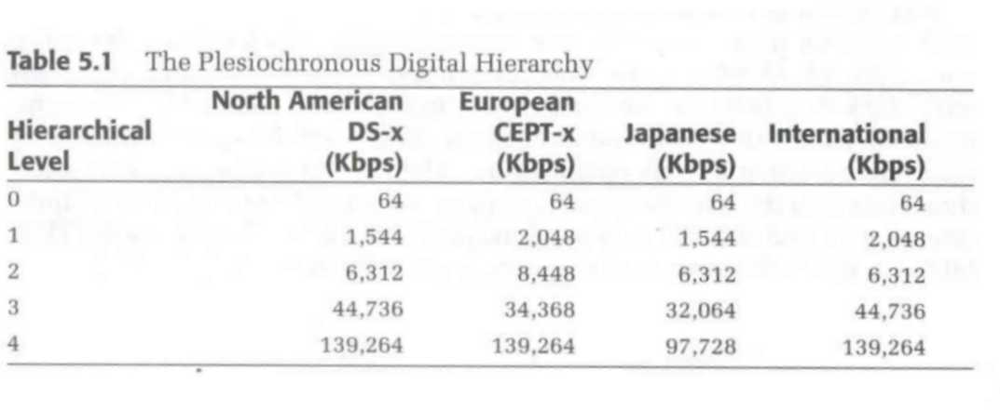 Table 5.1 The Plesiochronous Digital Hierarchy
North American European
Hierarchical DS-x CEPT-x Japanese International
Level (Kbps) (Kbps) (Kbps) (Kbps)
0 64 64 64 64
1 1,544 2,048 1,544 2,048
2 6,312 8,448 6,312 6,312
3 44,736 34,368 32,064 44,736
4 139,264 139,264 97,728 139,264